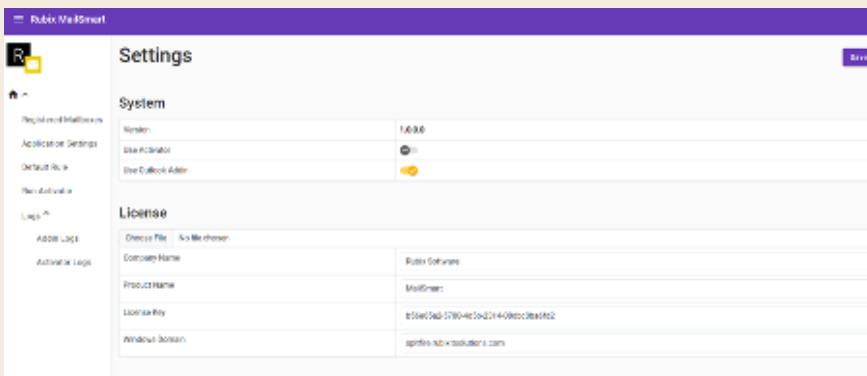 Rubix MailSmart
R
Settings
Save
System
Registered Mailboxes
Version 1.0.0.0
Application Settings
Use Activator
Default Rule
Use Outlook Addin
Run Activator
Logs
License
Addin Logs
Choose File No file chosen
Activator Logs
Company Name Rubix Software
Product Name MailSmart
License Key
Windows Domain